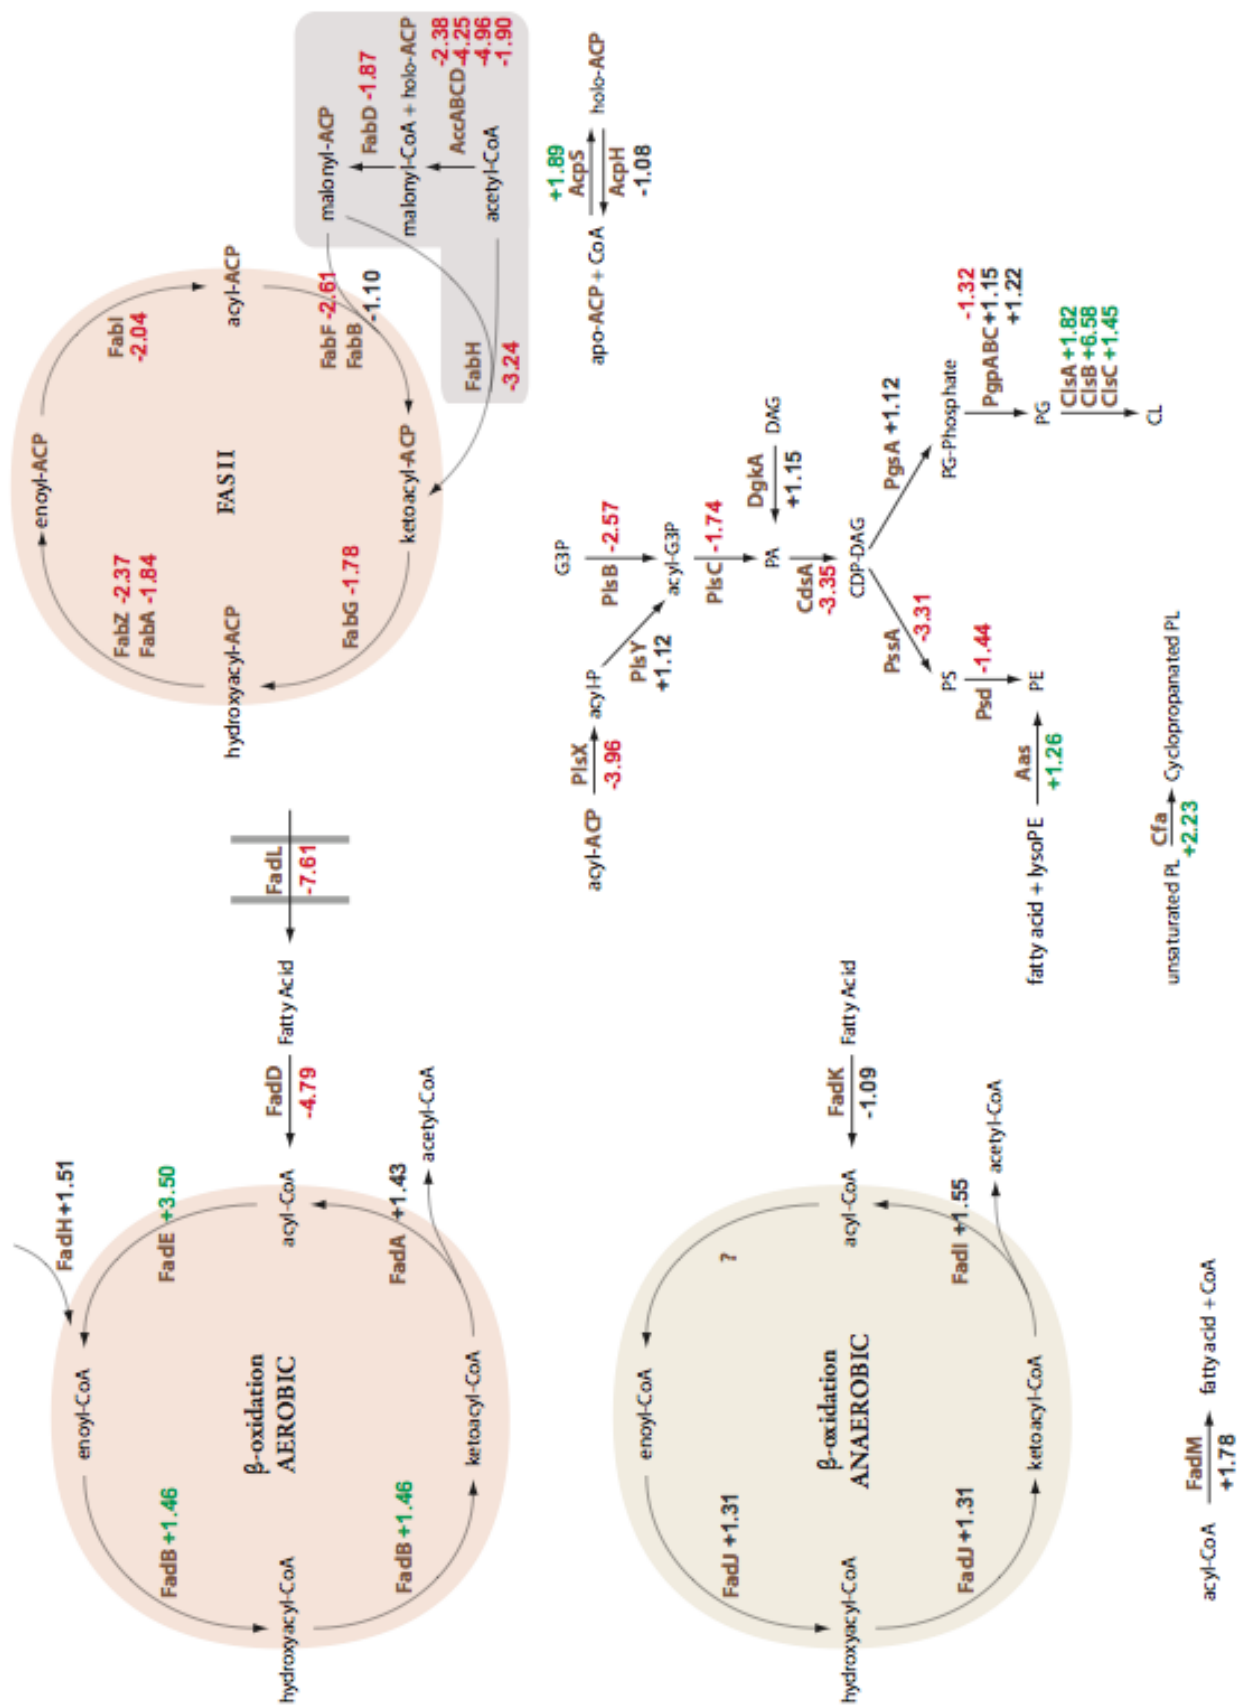 FadH +1.51
enoyl-CoA
FadE +3.50
FadB +1.46
β-oxidation
AEROBIC
acyl-CoA
hydroxyacyl-CoA
FadB +1.46
FadA +1.43
ketoacyl-CoA
acetyl-CoA
FadD
-4.79
Fatty Acid
FadL
-7.61
enoyl-ACP
FabZ -2.37
FabA -1.84
FabI
-2.04
hydroxyacyl-ACP
FASII
acyl-ACP
FabG -1.78
FabF -2.61
FabB -1.10
ketoacyl-ACP
FabH
-3.24
malonyl-ACP
FabD -1.87
malonyl-CoA + holo-ACP
AccABCD
-2.38
-4.25
-4.96
-1.90
acetyl-CoA
+1.89
AcpS
apo-ACP + CoA
holo-ACP
AcpH
-1.08
enoyl-CoA
FadJ +1.31
?
β-oxidation
ANAEROBIC
acyl-CoA
hydroxyacyl-CoA
FadJ +1.31
FadI +1.55
ketoacyl-CoA
acetyl-CoA
FadK
-1.09
Fatty Acid
G3P
PlsB -2.57
acyl-ACP
PlsX
-3.96
acyl-P
PlsY
+1.12
acyl-G3P
PlsC -1.74
PA
DgkA
+1.15
DAG
CdsA
-3.35
CDP-DAG
PssA
-3.31
PgsA +1.12
PS
Psd -1.44
PG-Phosphate
PgpABC
-1.32
+1.15
+1.22
fatty acid + lysoPE
Aas
+1.26
PE
PG
ClsA +1.82
ClsB +6.58
ClsC +1.45
CL
unsaturated PL
Cfa
+2.23
Cyclopropanated PL
acyl-CoA
FadM
+1.78
fatty acid + CoA